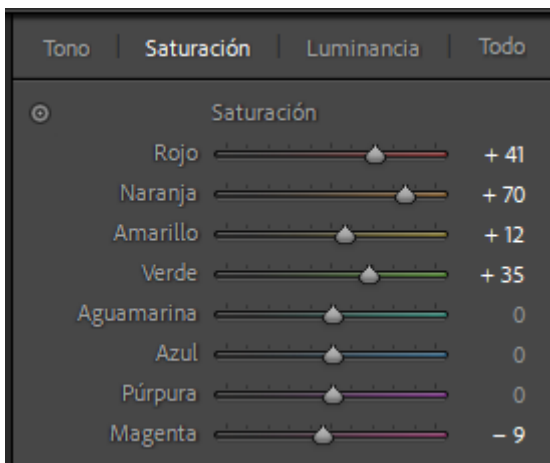 Tono Saturación Luminancia Todo
Saturación
Rojo + 41
Naranja + 70
Amarillo + 12
Verde + 35
Aguamarina 0
Azul 0
Púrpura 0
Magenta – 9